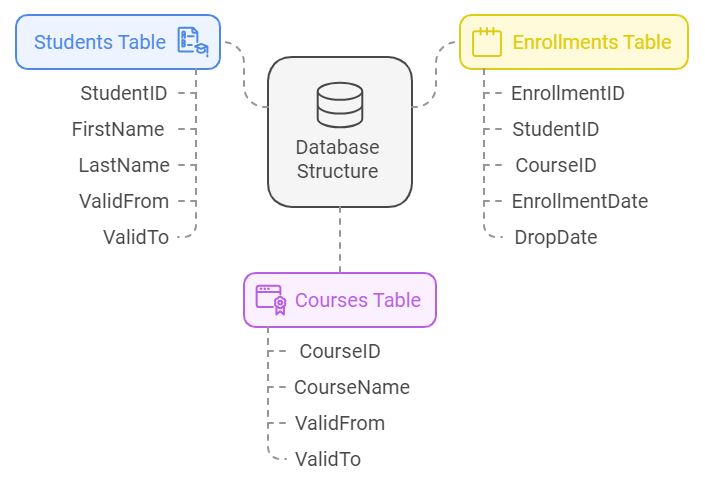 Students Table
StudentID
FirstName
LastName
ValidFrom
ValidTo
Database
Structure
Enrollments Table
EnrollmentID
StudentID
CourseID
EnrollmentDate
DropDate
Courses Table
CourseID
CourseName
ValidFrom
ValidTo